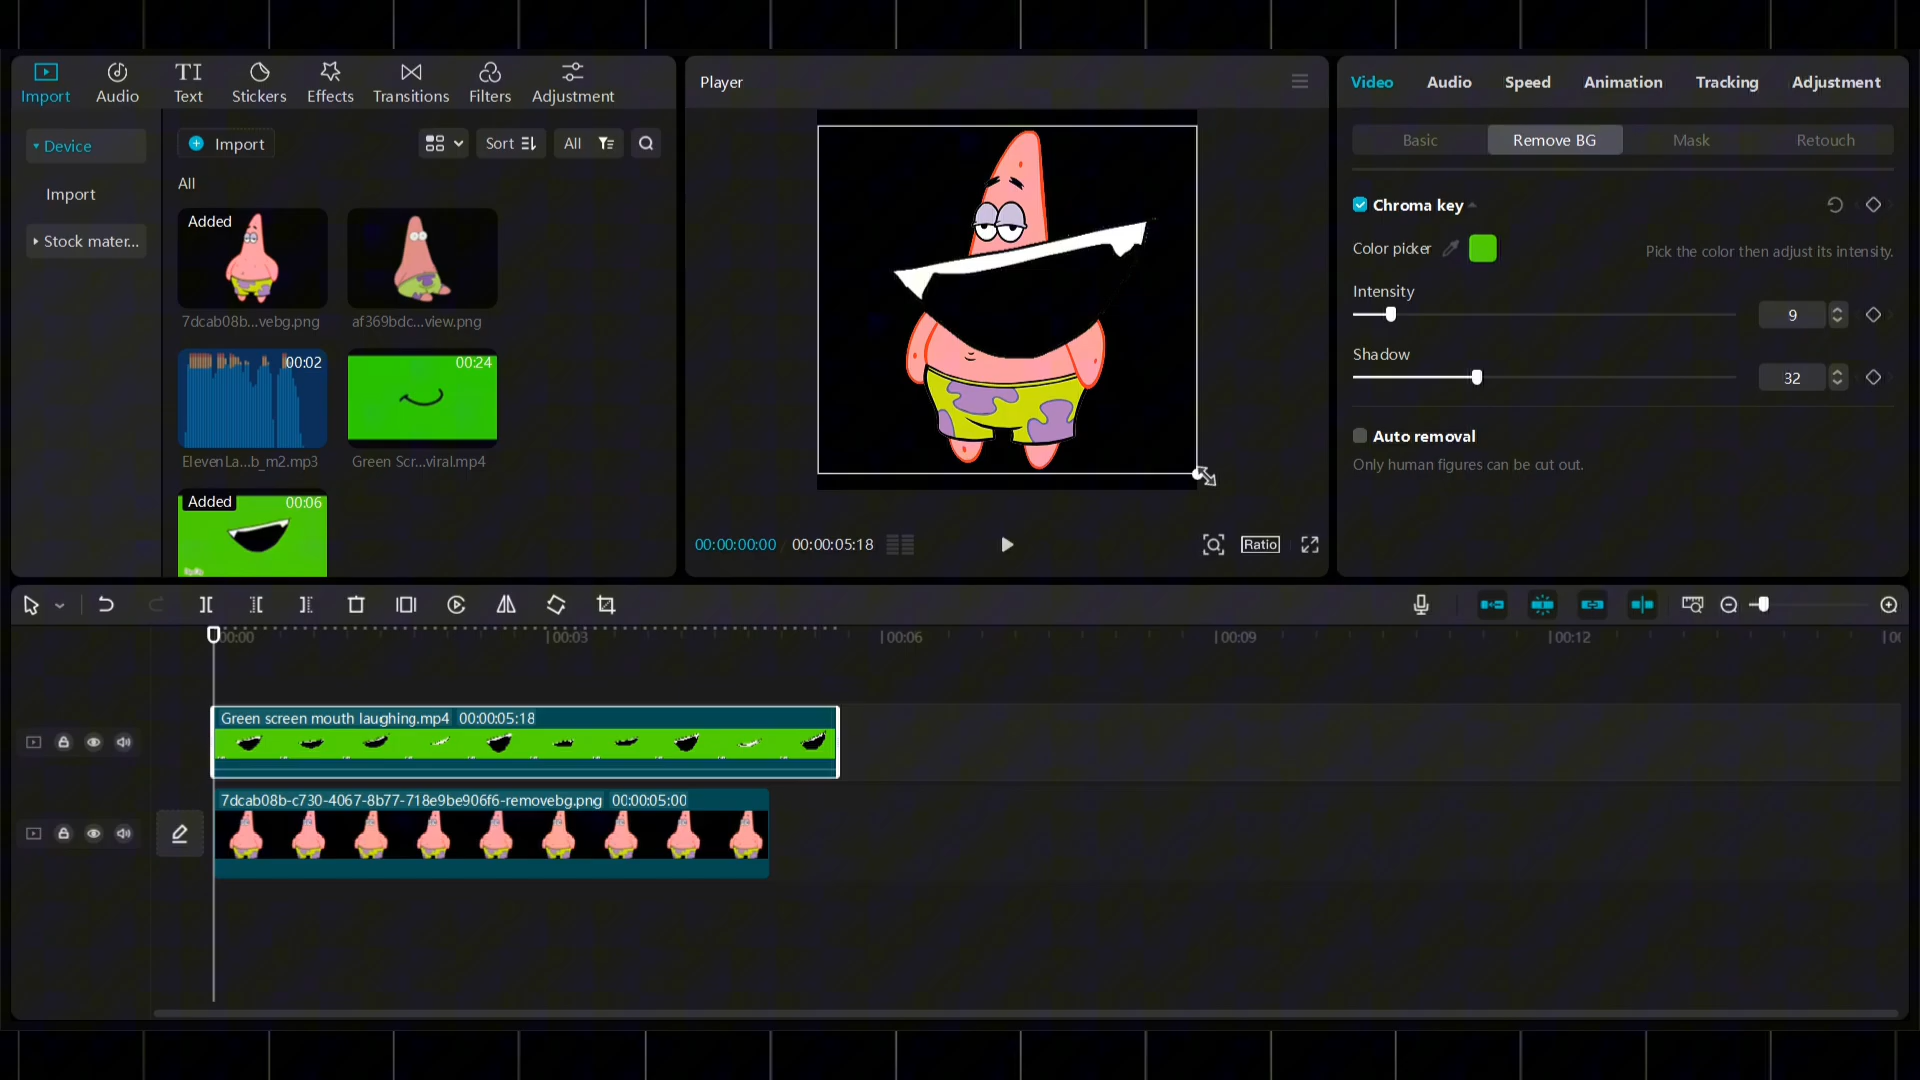 Import
Audio
Text
Stickers
Effects
Transitions
Filters
Adjustment
Player
Video
Audio
Speed
Animation
Tracking
Adjustment
Device
Import
Stock mater...
Import
Sort
All
All
Added
7dcab08b...vebg.png
af369bdc...view.png
00:02
ElevenLa...b_m2.mp3
00:24
Green Scr...viral.mp4
Added
00:06
00:00:00:00
00:00:05:18
Ratio
Basic
Remove BG
Mask
Retouch
Chroma key
Color picker
Pick the color then adjust its intensity.
Intensity
9
Shadow
32
Auto removal
Only human figures can be cut out.
00:00
00:03
00:06
00:09
00:12
Green screen mouth laughing.mp4 00:00:05:18
7dcab08b-c730-4067-8b77-718e9be906f6-removebg.png 00:00:05:00